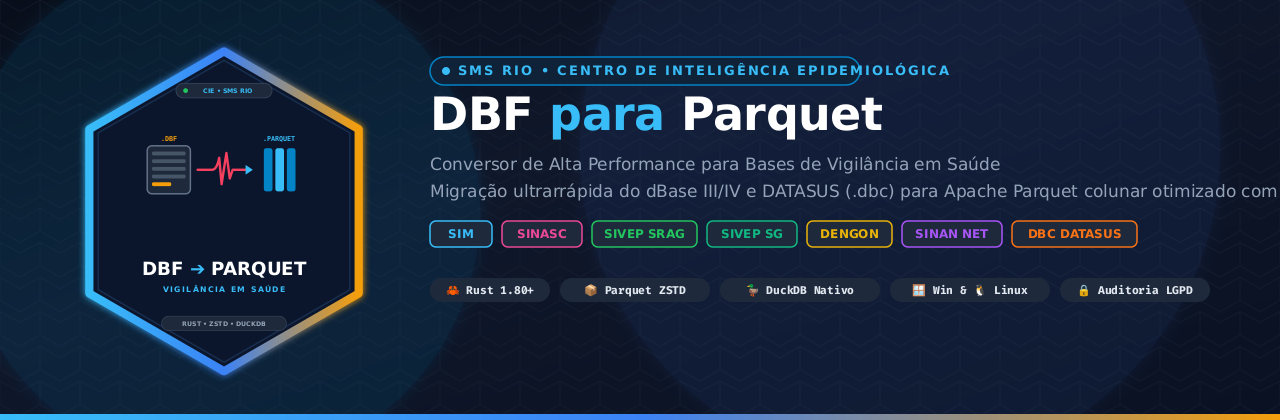 CIE • SMS RIO
.DBF
.PARQUET
DBF ➔ PARQUET
VIGILÂNCIA EM SAÚDE
RUST • ZSTD • DUCKDB
SMS RIO • CENTRO DE INTELIGÊNCIA EPIDEMIOLÓGICA
DBF para Parquet
Conversor de Alta Performance para Bases de Vigilância em Saúde
Migração ultrarrápida do dBase III/IV e DATASUS (.dbc) para Apache Parquet colunar otimizado com
SIM
SINASC
SIVEP SRAG
SIVEP SG
DENGON
SINAN NET
DBC DATASUS
🦀 Rust 1.80+
📦 Parquet ZSTD
🦆 DuckDB Nativo
🪟 Win & 🐧 Linux
🔒 Auditoria LGPD